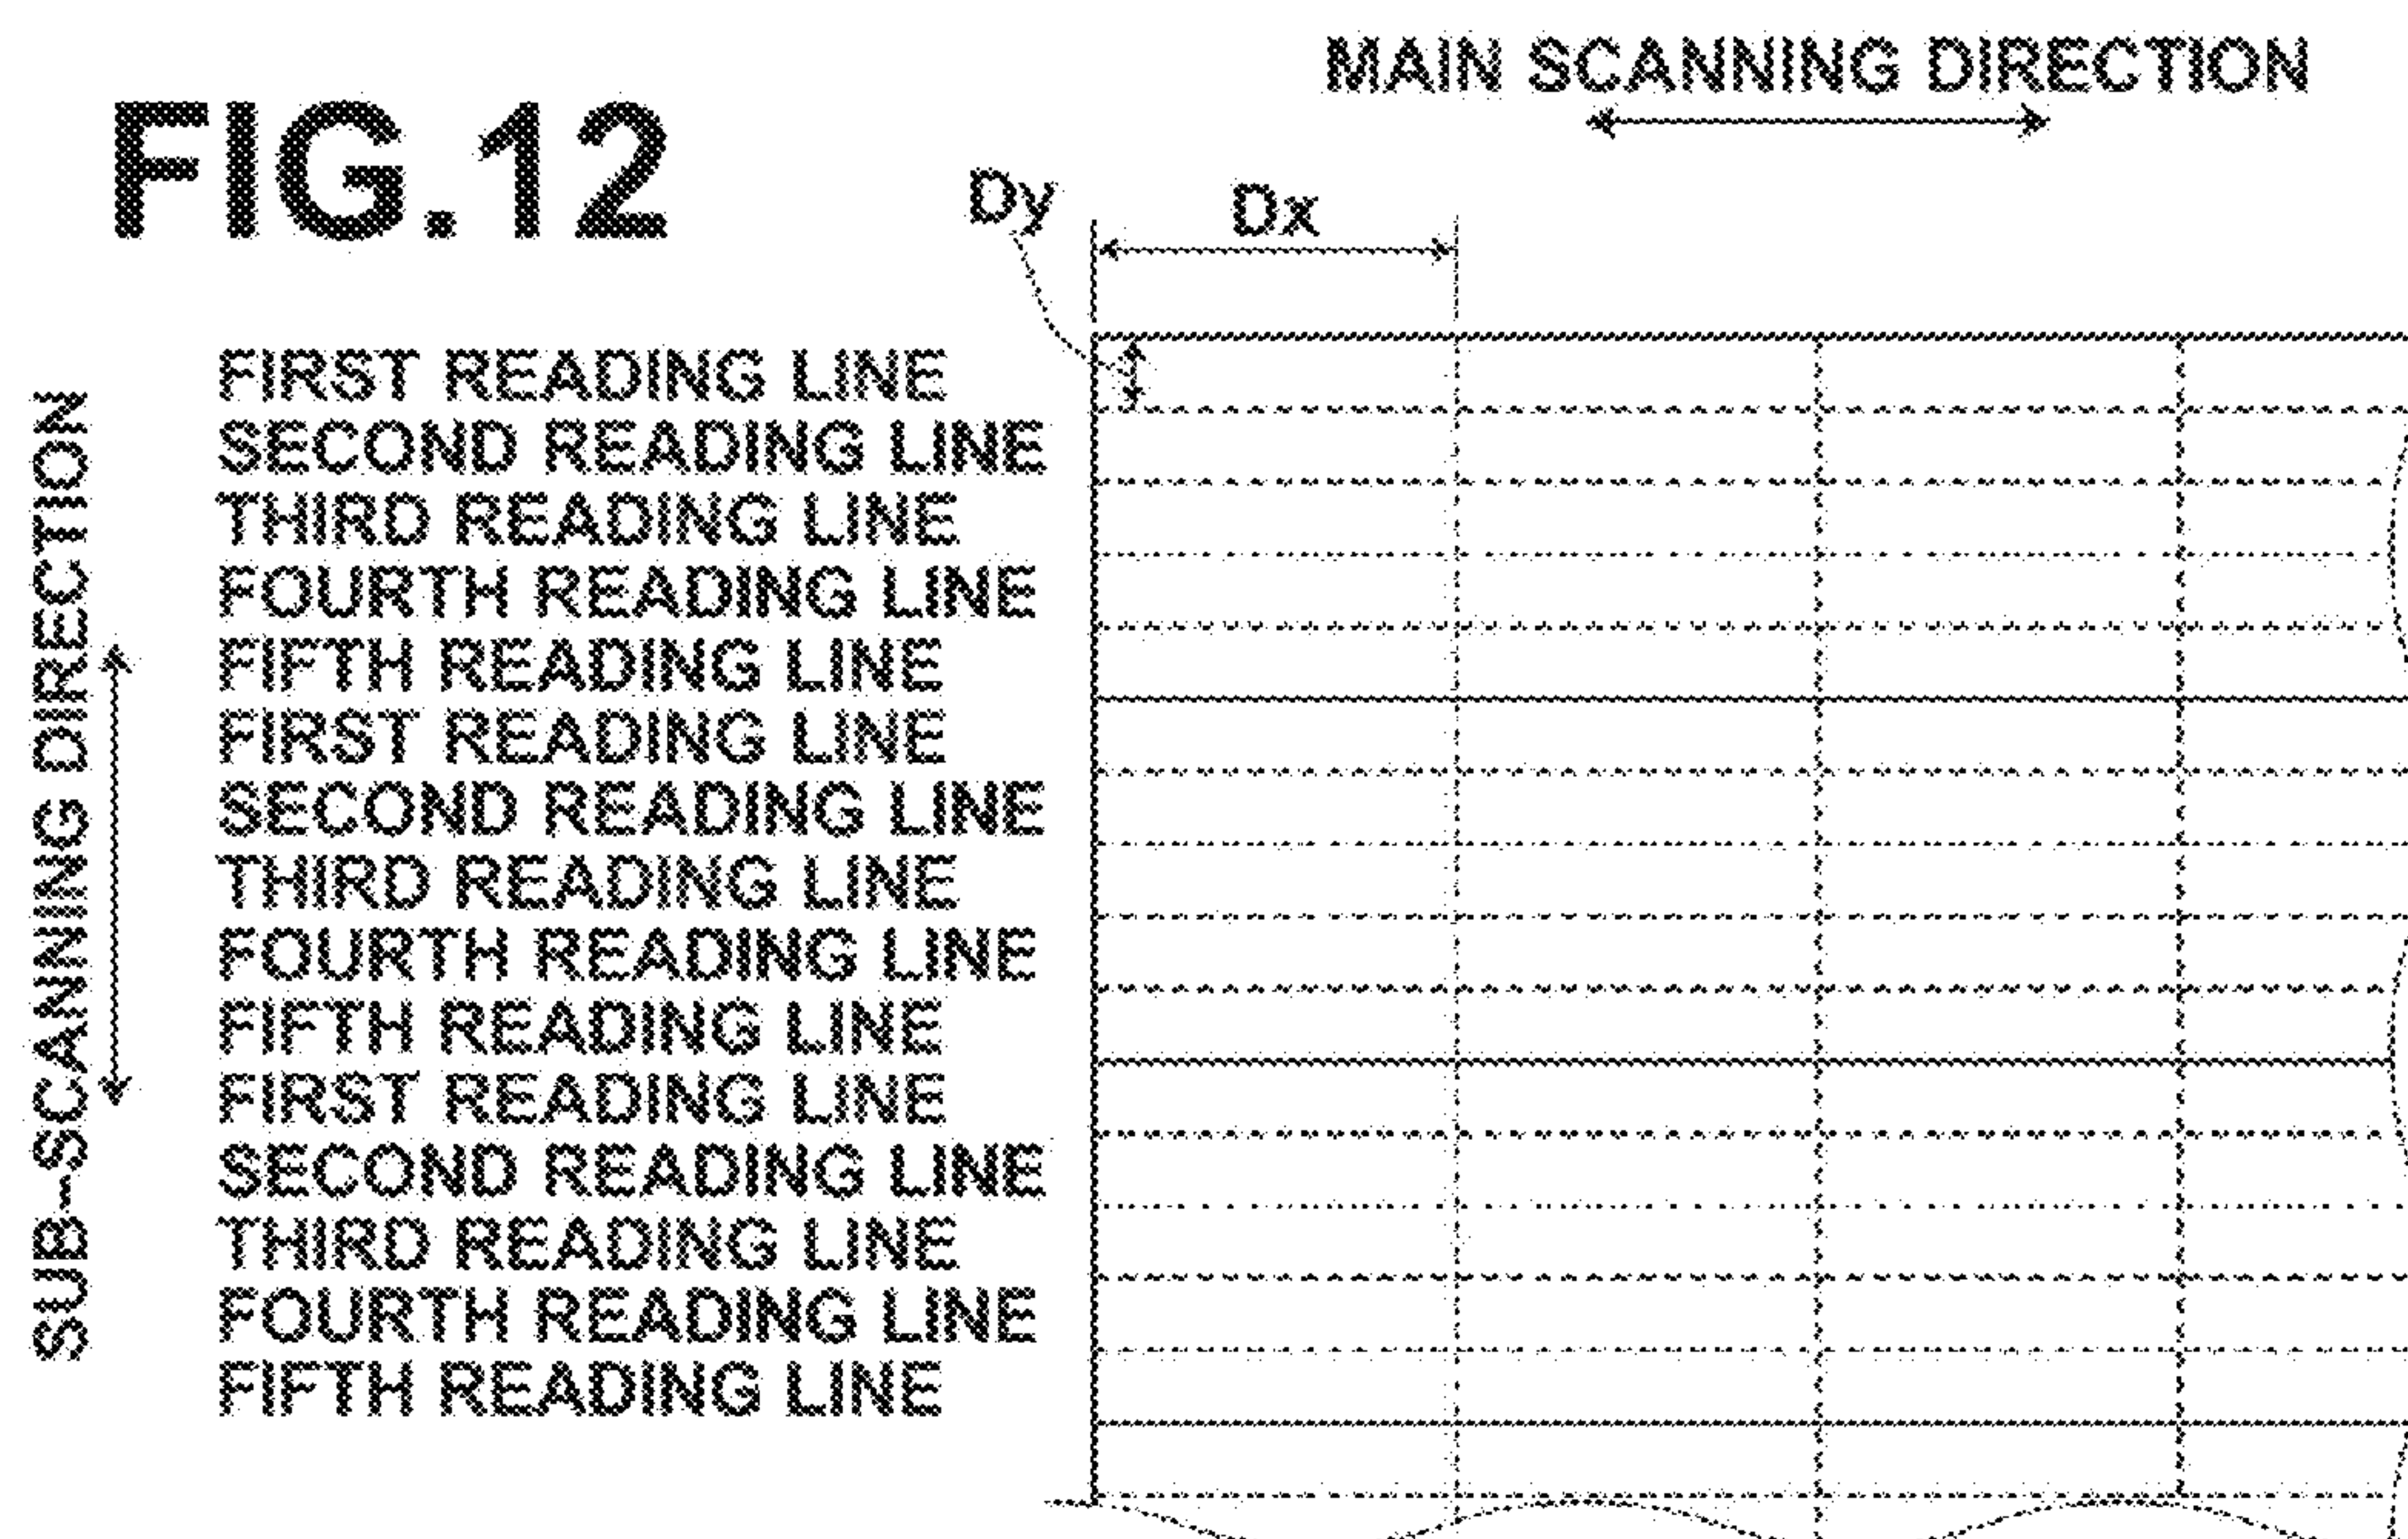 MAIN SCANNING DIRECTION
FIG.12
Dy
Dx
SUB-SCANNING DIRECTION
FIRST READING LINE
SECOND READING LINE
THIRD READING LINE
FOURTH READING LINE
FIFTH READING LINE
FIRST READING LINE
SECOND READING LINE
THIRD READING LINE
FOURTH READING LINE
FIFTH READING LINE
FIRST READING LINE
SECOND READING LINE
THIRD READING LINE
FOURTH READING LINE
FIFTH READING LINE